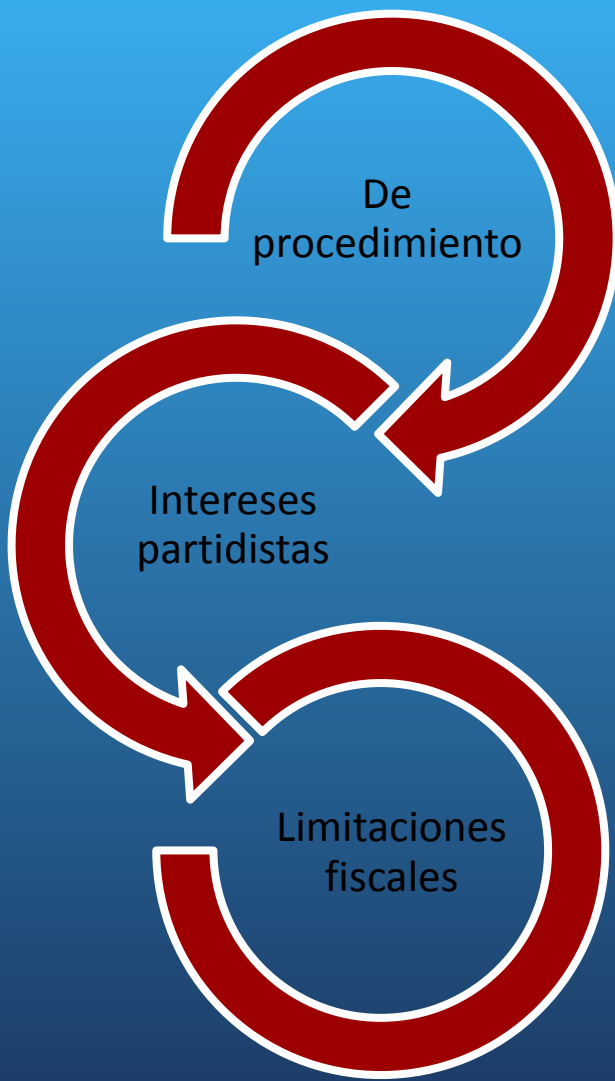 De
procedimiento
Intereses
partidistas
Limitaciones
fiscales